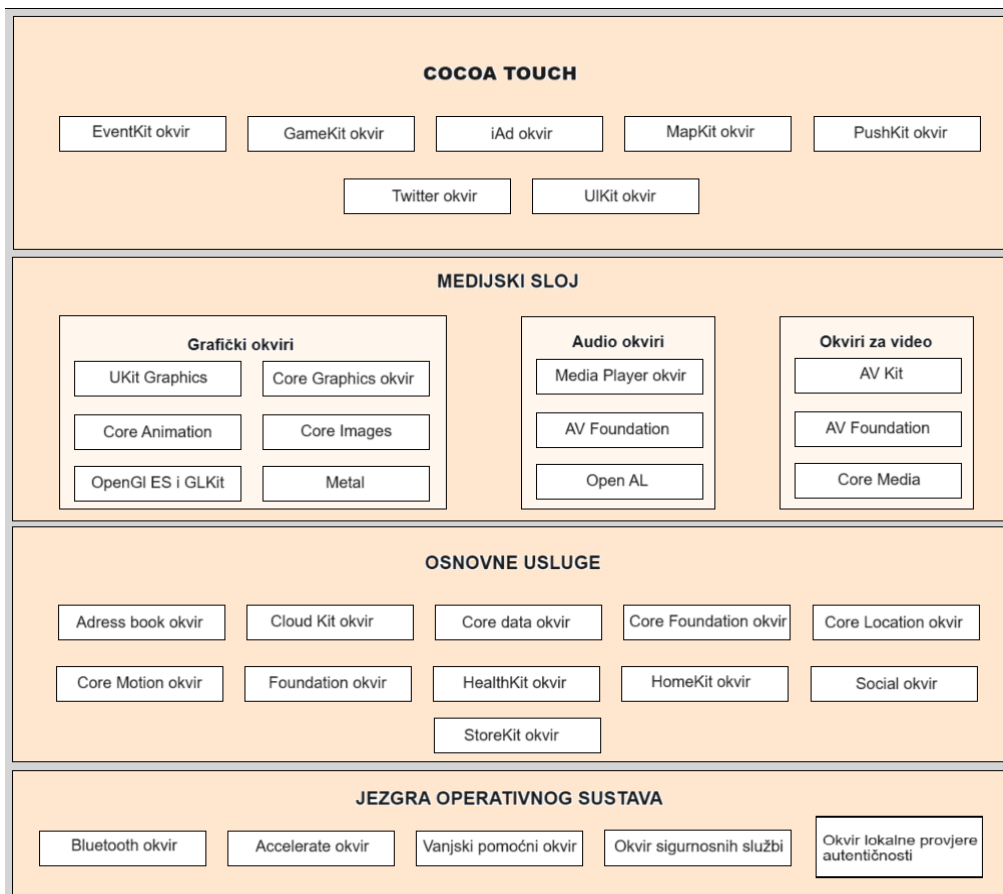 COCOA TOUCH
EventKit okvir
GameKit okvir
iAd okvir
MapKit okvir
PushKit okvir
Twitter okvir
UIKit okvir
MEDIJSKI SLOJ
Grafički okviri
UKit Graphics
Core Graphics okvir
Core Animation
Core Images
OpenGl ES i GLKit
Metal
Audio okviri
Media Player okvir
AV Foundation
Open AL
Okviri za video
AV Kit
AV Foundation
Core Media
OSNOVNE USLUGE
Adress book okvir
Cloud Kit okvir
Core data okvir
Core Foundation okvir
Core Location okvir
Core Motion okvir
Foundation okvir
HealthKit okvir
HomeKit okvir
Social okvir
StoreKit okvir
JEZGRA OPERATIVNOG SUSTAVA
Bluetooth okvir
Accelerate okvir
Vanjski pomoćni okvir
Okvir sigurnosnih službi
Okvir lokalne provjere
autentičnosti